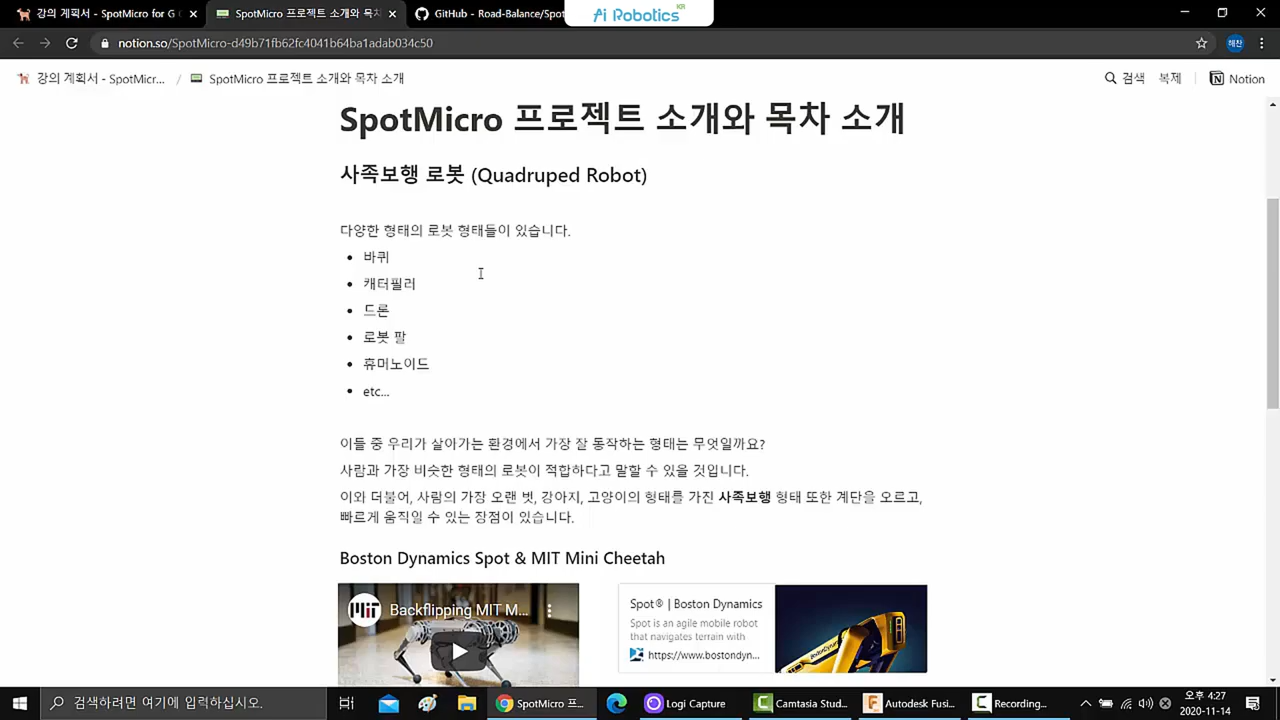 강의 계획서 - SpotMicro for G
SpotMicro 프로젝트 소개와 목차
GitHub - Road-Balance/Spot
Ai Robotics KR
notion.so/SpotMicro-d49b71fb62fc4041b64ba1adab034c50
해찬
강의 계획서 - SpotMicr... / SpotMicro 프로젝트 소개와 목차 소개
검색 복제 Notion
SpotMicro 프로젝트 소개와 목차 소개
사족보행 로봇 (Quadruped Robot)
다양한 형태의 로봇 형태들이 있습니다.
• 바퀴
• 캐터필러
• 드론
• 로봇 팔
• 휴머노이드
• etc...
이들 중 우리가 살아가는 환경에서 가장 잘 동작하는 형태는 무엇일까요?
사람과 가장 비슷한 형태의 로봇이 적합하다고 말할 수 있을 것입니다.
이와 더불어, 사람의 가장 오랜 벗, 강아지, 고양이의 형태를 가진 사족보행 형태 또한 계단을 오르고,
빠르게 움직일 수 있는 장점이 있습니다.
Boston Dynamics Spot & MIT Mini Cheetah
MIT Backflipping MIT M...
Spot® | Boston Dynamics
Spot is an agile mobile robot
that navigates terrain with
https://www.bostondyn...
검색하려면 여기에 입력하십시오.
SpotMicro 프...
Logi Capture
Camtasia Stud...
Autodesk Fusi...
Recording...
오후 4:27
2020-11-14